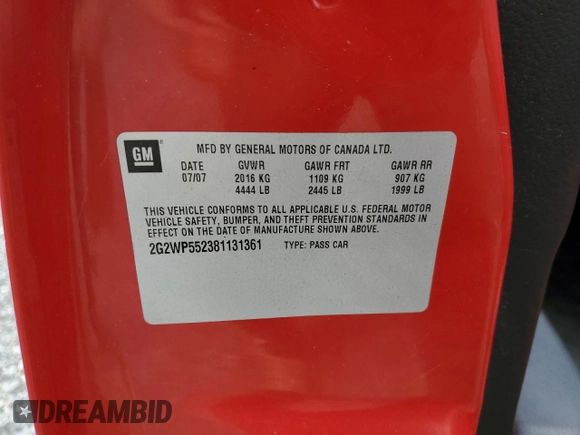 GM
MFD BY GENERAL MOTORS OF CANADA LTD.
DATE GVWR GAWR FRT GAWR RR
07/07 2016 KG 1109 KG 907 KG
4444 LB 2445 LB 1999 LB
THIS VEHICLE CONFORMS TO ALL APPLICABLE U.S. FEDERAL MOTOR
VEHICLE SAFETY, BUMPER, AND THEFT PREVENTION STANDARDS IN
EFFECT ON THE DATE OF MANUFACTURE SHOWN ABOVE.
2G2WP552381131361 TYPE: PASS CAR
DREAMBID